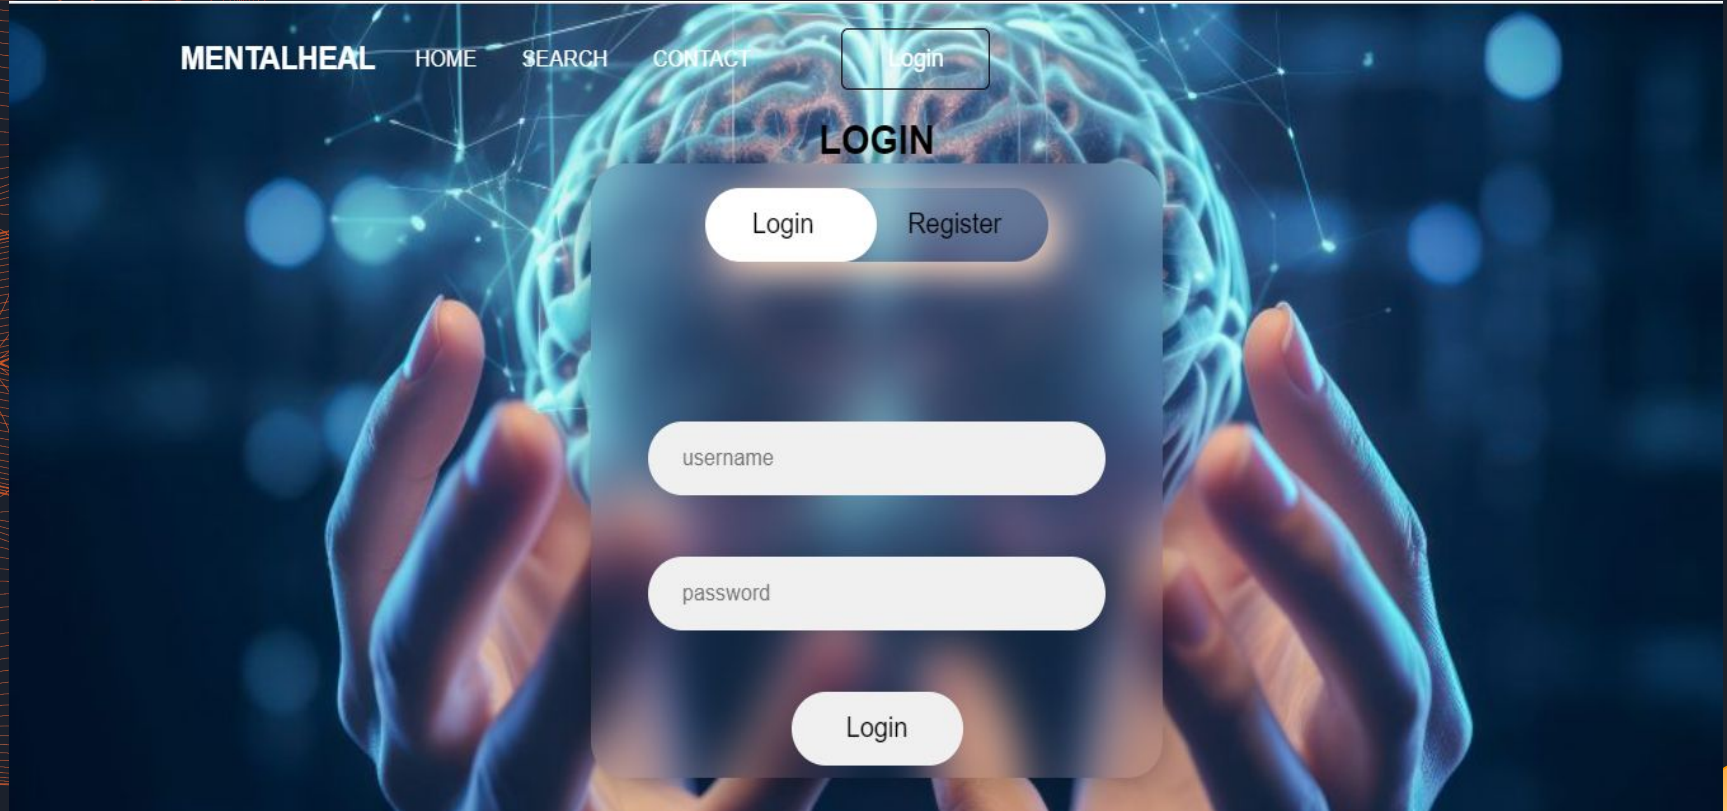 MENTALHEAL HOME SEARCH CONTACT Login
LOGIN
Login Register
username
password
Login